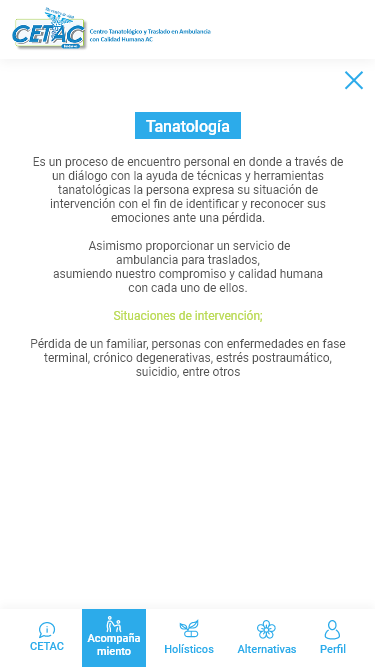 CETAC
Centro Tanatológico y Traslado en Ambulancia
con Calidad Humana AC
Tanatología
Es un proceso de encuentro personal en donde a través de
un diálogo con la ayuda de técnicas y herramientas
tanatológicas la persona expresa su situación de
intervención con el fin de identificar y reconocer sus
emociones ante una pérdida.
Asimismo proporcionar un servicio de
ambulancia para traslados,
asumiendo nuestro compromiso y calidad humana
con cada uno de ellos.
Situaciones de intervención;
Pérdida de un familiar, personas con enfermedades en fase
terminal, crónico degenerativas, estrés postraumático,
suicidio, entre otros
CETAC
Acompaña
miento
Holísticos
Alternativas
Perfil